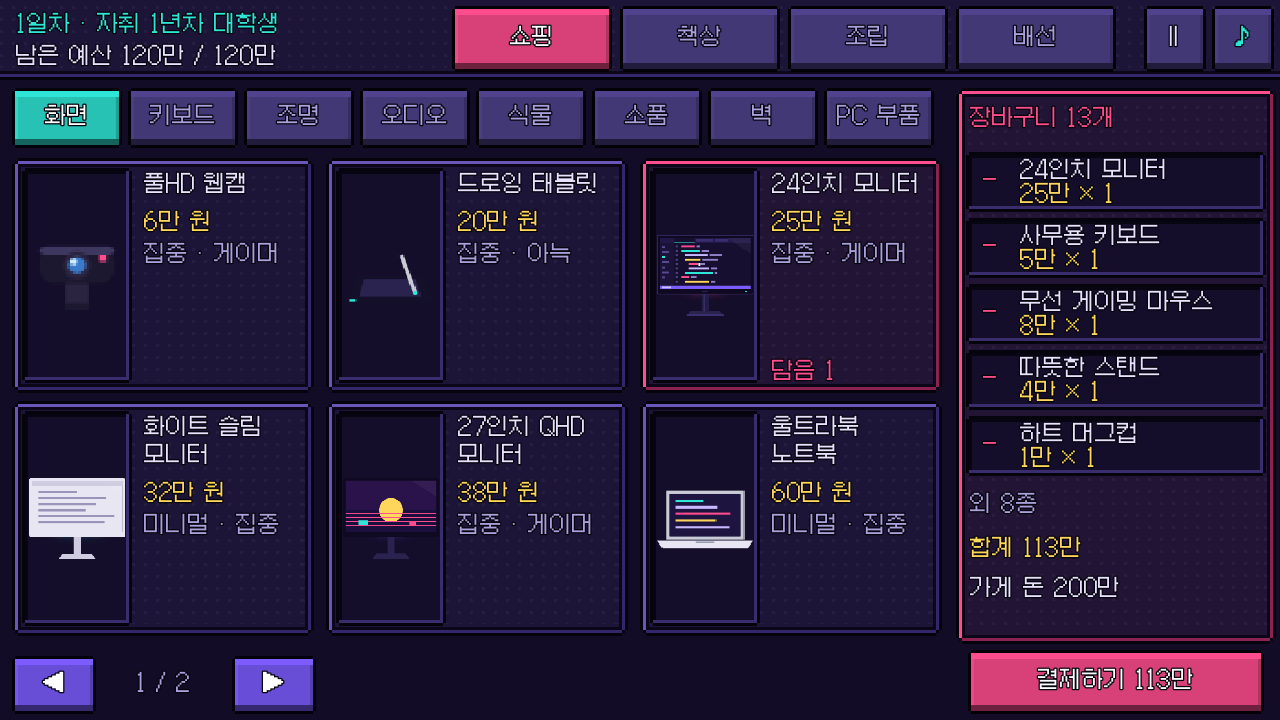 1일차 · 자취 1년차 대학생
남은 예산 120만 / 120만
쇼핑
책상
조립
배선
화면
키보드
조명
오디오
식물
소품
벽
PC 부품
풀HD 웹캠
6만 원
집중 · 게이머
드로잉 태블릿
20만 원
집중 · 아늑
24인치 모니터
25만 원
집중 · 게이머
담음 1
화이트 슬림
모니터
32만 원
미니멀 · 집중
27인치 QHD
모니터
38만 원
집중 · 게이머
울트라북
노트북
60만 원
미니멀 · 집중
1 / 2
장바구니 13개
24인치 모니터
25만 × 1
사무용 키보드
5만 × 1
무선 게이밍 마우스
8만 × 1
따뜻한 스탠드
4만 × 1
하트 머그컵
1만 × 1
외 8종
합계 113만
가게 돈 200만
결제하기 113만